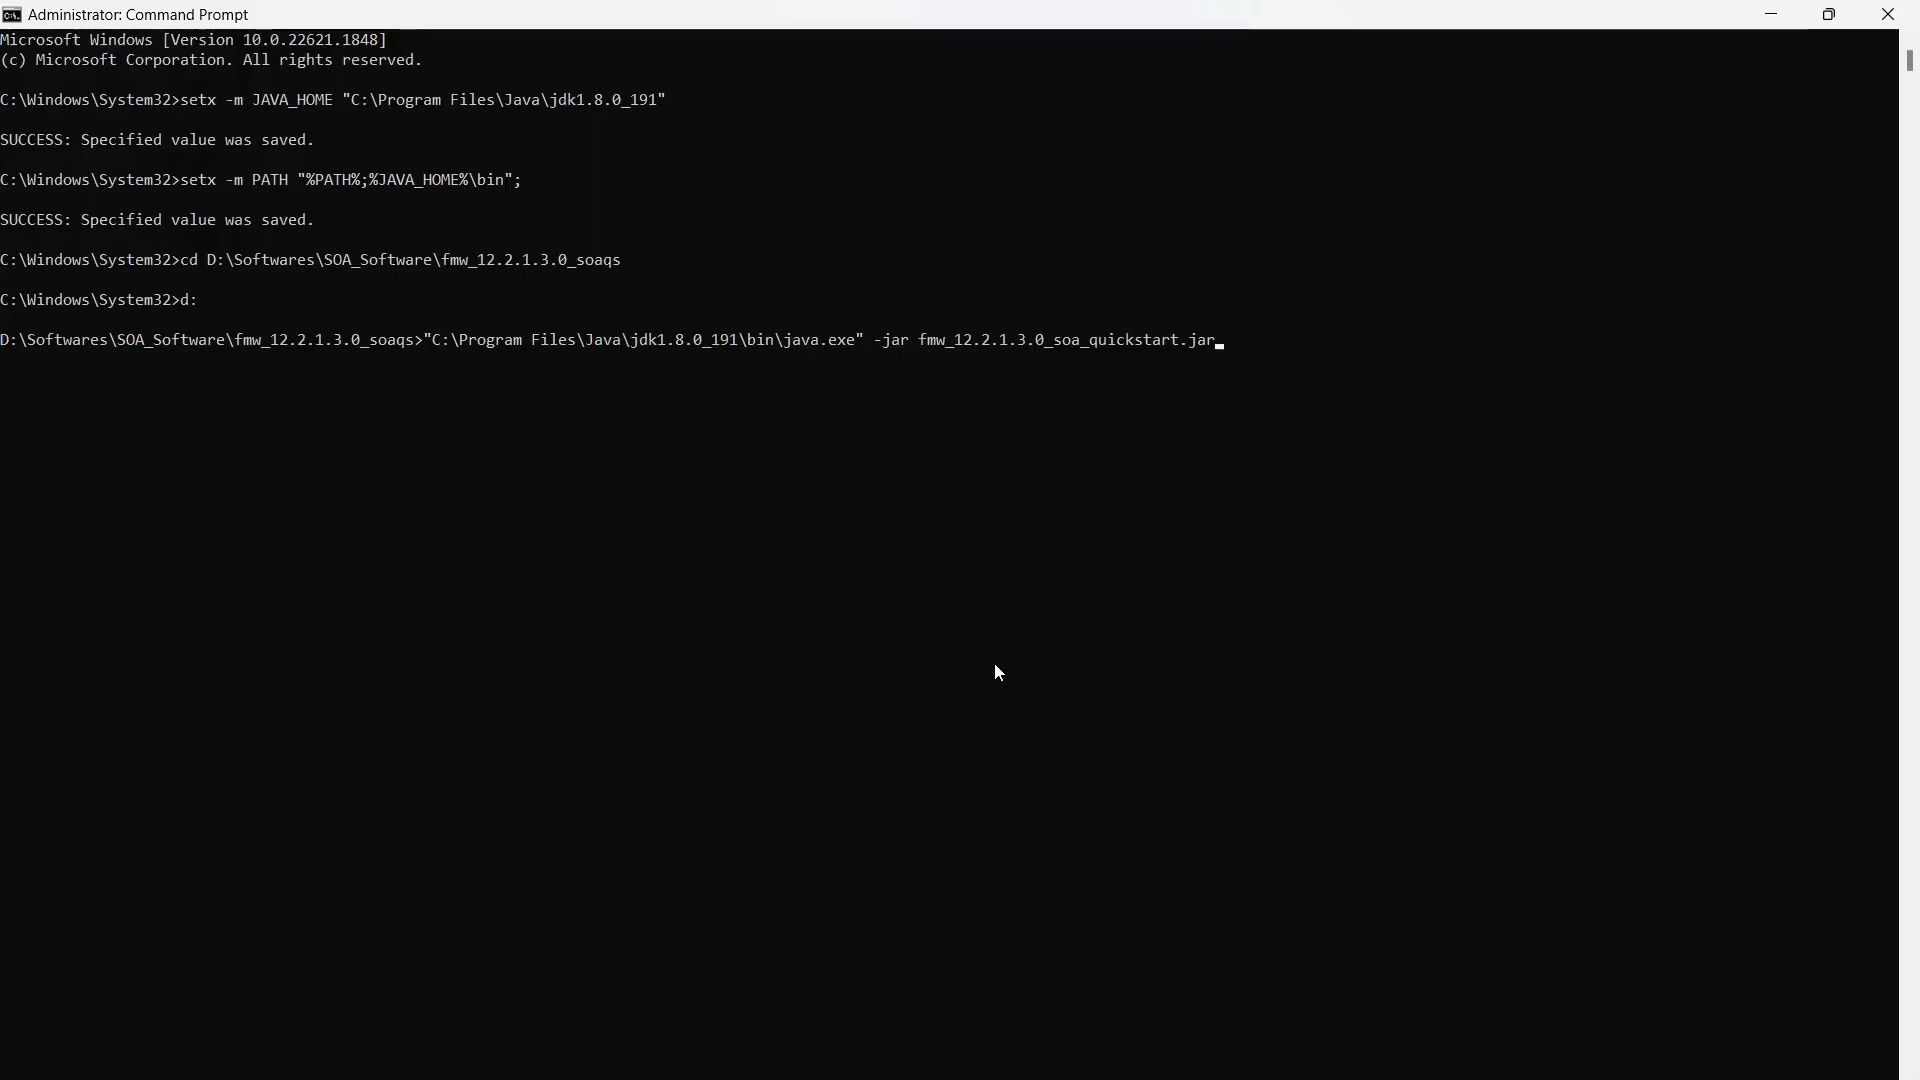 Administrator: Command Prompt
Microsoft Windows [Version 10.0.22621.1848]
(c) Microsoft Corporation. All rights reserved.
C:\Windows\System32>setx -m JAVA_HOME "C:\Program Files\Java\jdk1.8.0_191"
SUCCESS: Specified value was saved.
C:\Windows\System32>setx -m PATH "%PATH%;%JAVA_HOME%\bin";
SUCCESS: Specified value was saved.
C:\Windows\System32>cd D:\Softwares\SOA_Software\fmw_12.2.1.3.0_soaqs
C:\Windows\System32>d:
D:\Softwares\SOA_Software\fmw_12.2.1.3.0_soaqs>"C:\Program Files\Java\jdk1.8.0_191\bin\java.exe" -jar fmw_12.2.1.3.0_soa_quickstart.jar